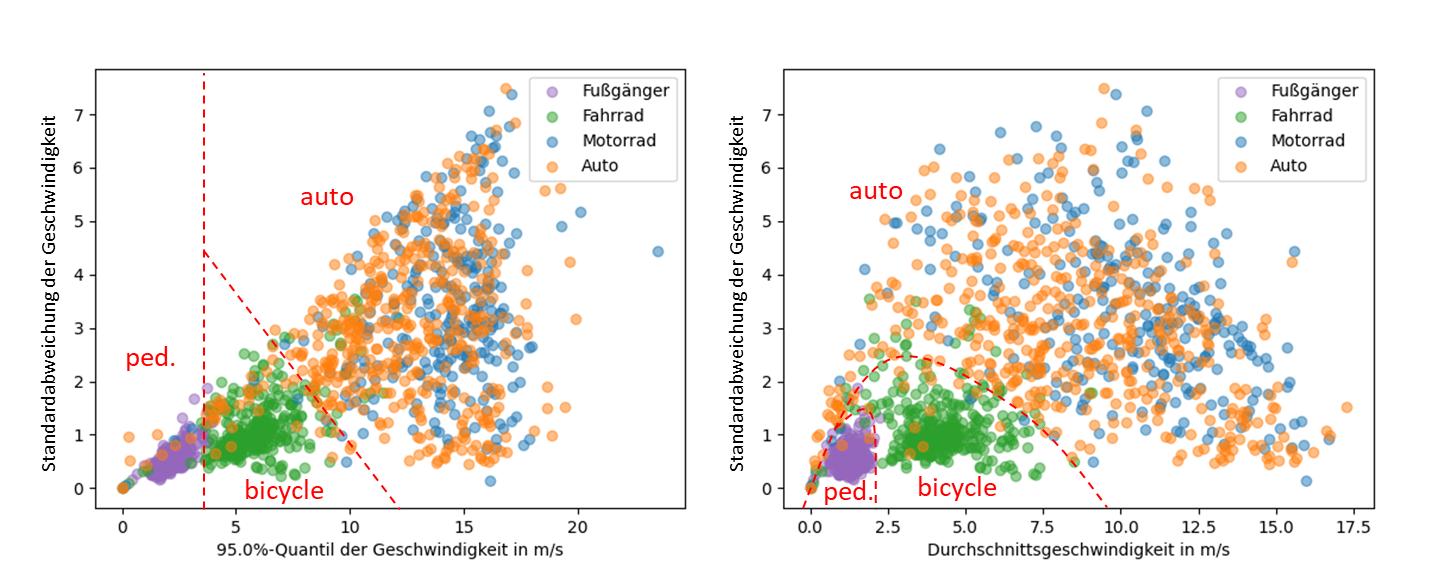 Standardabweichung der Geschwindigkeit
7
6
5
4
3
2
1
0
Fußgänger
Fahrrad
Motorrad
Auto
auto
ped.
bicycle
0
5
10
15
20
95.0%-Quantil der Geschwindigkeit in m/s
Standardabweichung der Geschwindigkeit
7
6
5
4
3
2
1
0
Fußgänger
Fahrrad
Motorrad
Auto
auto
ped.
bicycle
0.0
2.5
5.0
7.5
10.0
12.5
15.0
17.5
Durchschnittsgeschwindigkeit in m/s